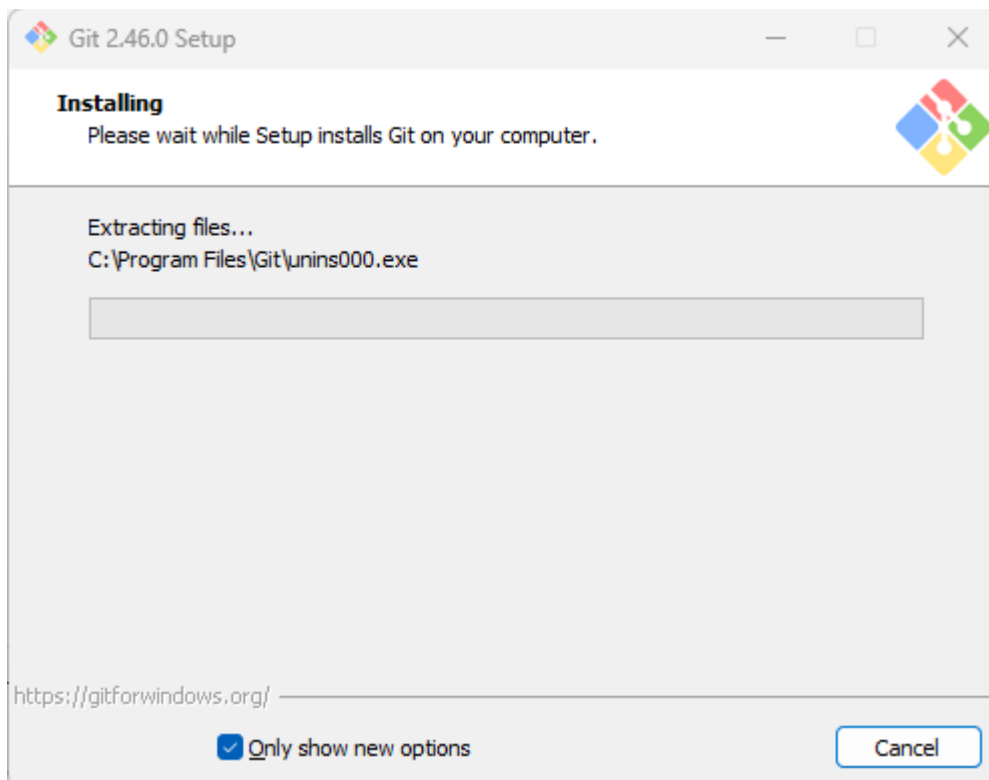 Git 2.46.0 Setup
Installing
Please wait while Setup installs Git on your computer.
Extracting files...
C:\Program Files\Git\unins000.exe
https://gitforwindows.org/
Only show new options
Cancel